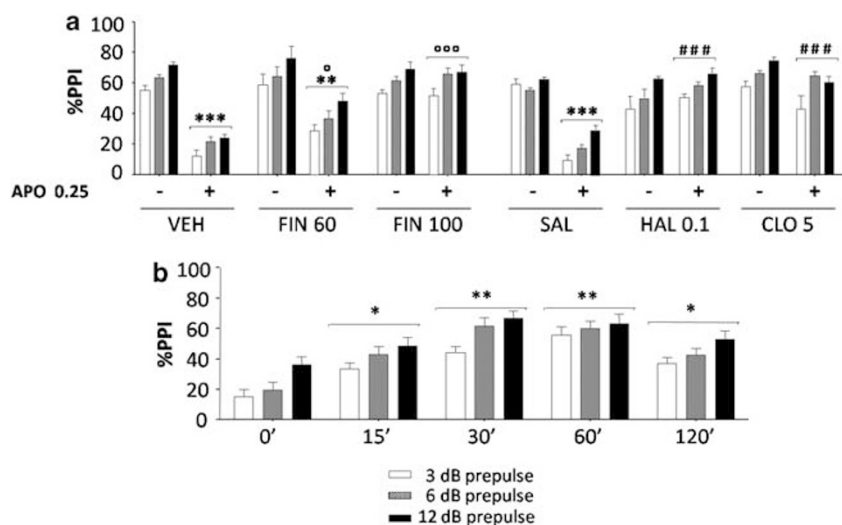 a
100
80
60
40
20
0
%PPI
***
¤
**
¤¤¤
***
###
###
- + - + - + - + - + - +
APO 0.25
VEH FIN 60 FIN 100 SAL HAL 0.1 CLO 5
b
100
80
60
40
20
0
%PPI
* ** ** *
0’ 15’ 30’ 60’ 120’
3 dB prepulse
6 dB prepulse
12 dB prepulse